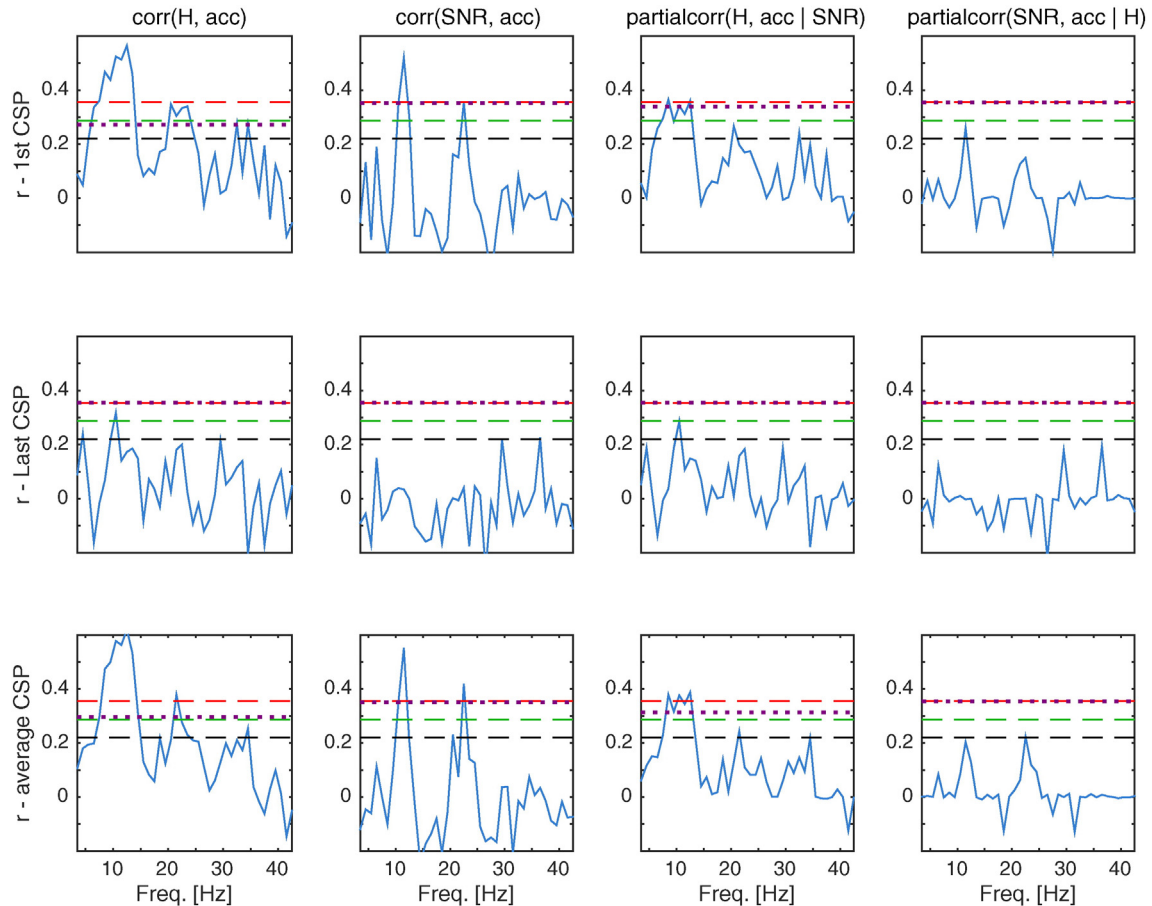 corr(H, acc) corr(SNR, acc) partialcorr(H, acc | SNR) partialcorr(SNR, acc | H)
r - 1st CSP
0.4 0.4 0.4 0.4
0.2 0.2 0.2 0.2
0 0 0 0
r - Last CSP
0.4 0.4 0.4 0.4
0.2 0.2 0.2 0.2
0 0 0 0
r - average CSP
0.4 0.4 0.4 0.4
0.2 0.2 0.2 0.2
0 0 0 0
10 20 30 40 10 20 30 40 10 20 30 40 10 20 30 40
Freq. [Hz] Freq. [Hz] Freq. [Hz] Freq. [Hz]